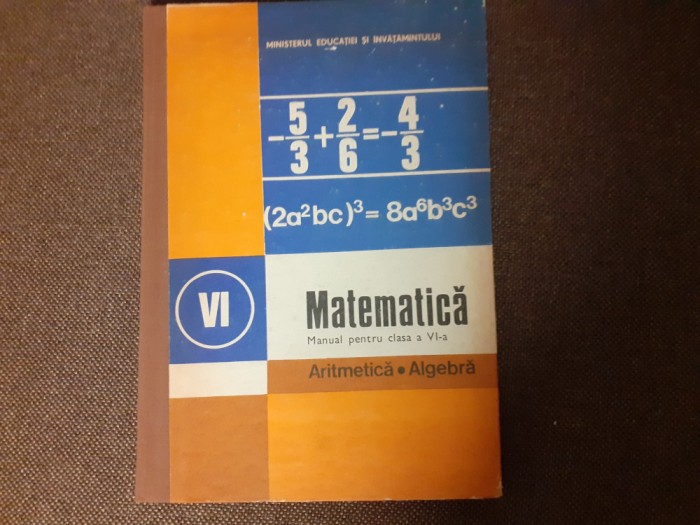 MINISTERUL EDUCAȚIEI ȘI ÎNVĂȚĂMÎNTULUI
-5/3+2/6=-4/3
(2a²bc)³=8a⁶b³c³
VI
Matematică
Manual pentru clasa a VI-a
Aritmetică • Algebră